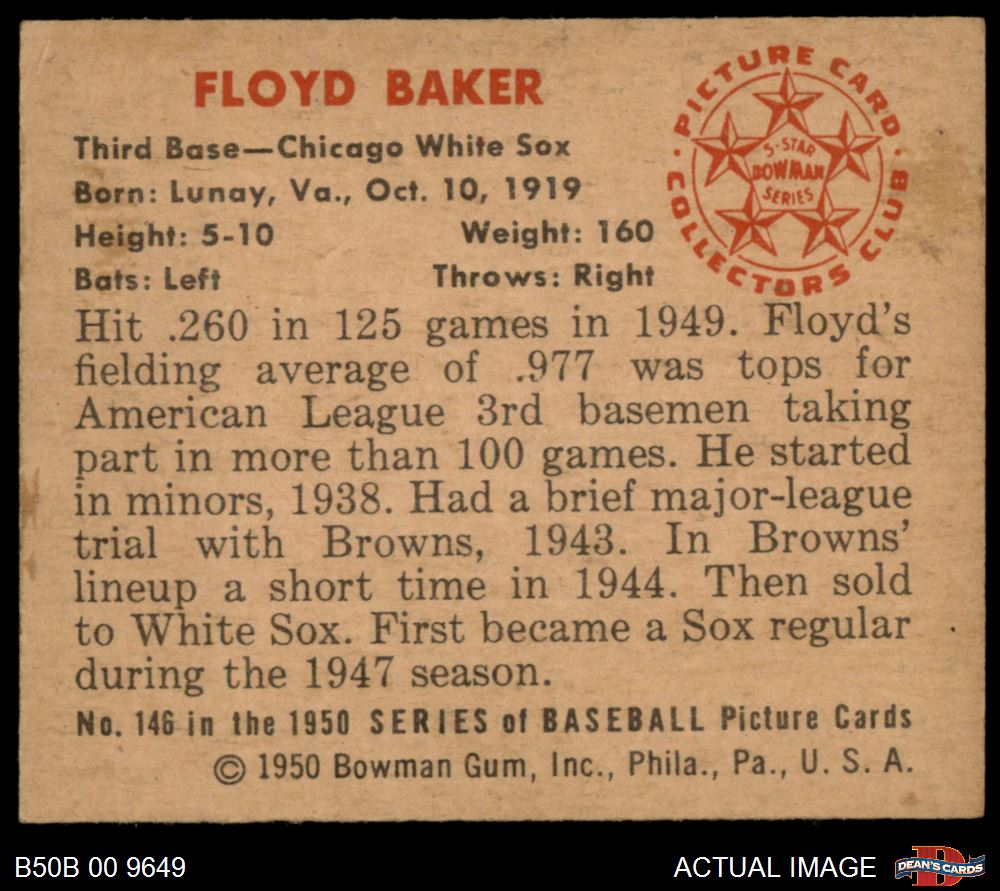 FLOYD BAKER
Third Base—Chicago White Sox
Born: Lunay, Va., Oct. 10, 1919
Height: 5-10 Weight: 160
Bats: Left Throws: Right
PICTURE CARD COLLECTORS CLUB
5-STAR
BOWMAN
SERIES
Hit .260 in 125 games in 1949. Floyd's
fielding average of .977 was tops for
American League 3rd basemen taking
part in more than 100 games. He started
in minors, 1938. Had a brief major-league
trial with Browns, 1943. In Browns'
lineup a short time in 1944. Then sold
to White Sox. First became a Sox regular
during the 1947 season.
No. 146 in the 1950 SERIES of BASEBALL Picture Cards
© 1950 Bowman Gum, Inc., Phila., Pa., U. S. A.
B50B 00 9649
ACTUAL IMAGE
DEAN'S CARDS